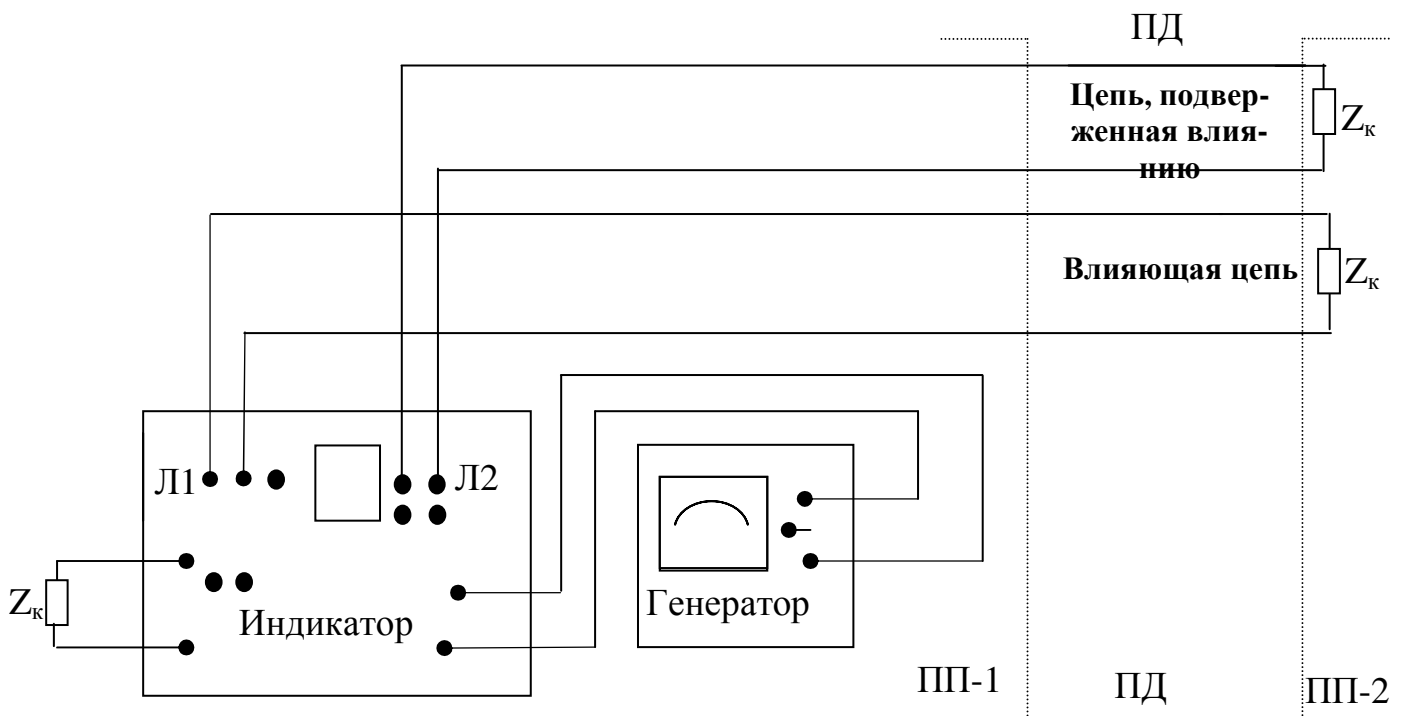 ПД
Цепь, подвер-
женная влия-
нию
Zк
Влияющая цепь
Zк
Л1
Л2
Zк
Индикатор
Генератор
ПП-1
ПД
ПП-2